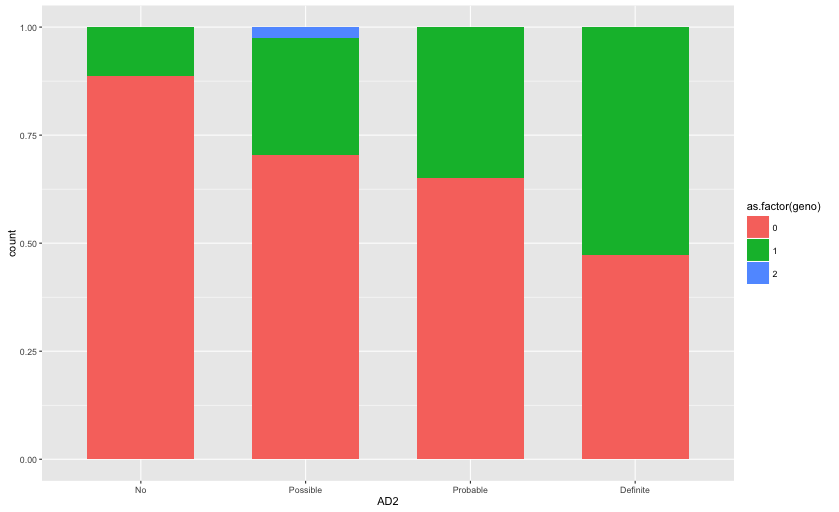 1.00
0.75
0.50
0.25
0.00
count
No Possible Probable Definite
AD2
as.factor(geno)
0
1
2